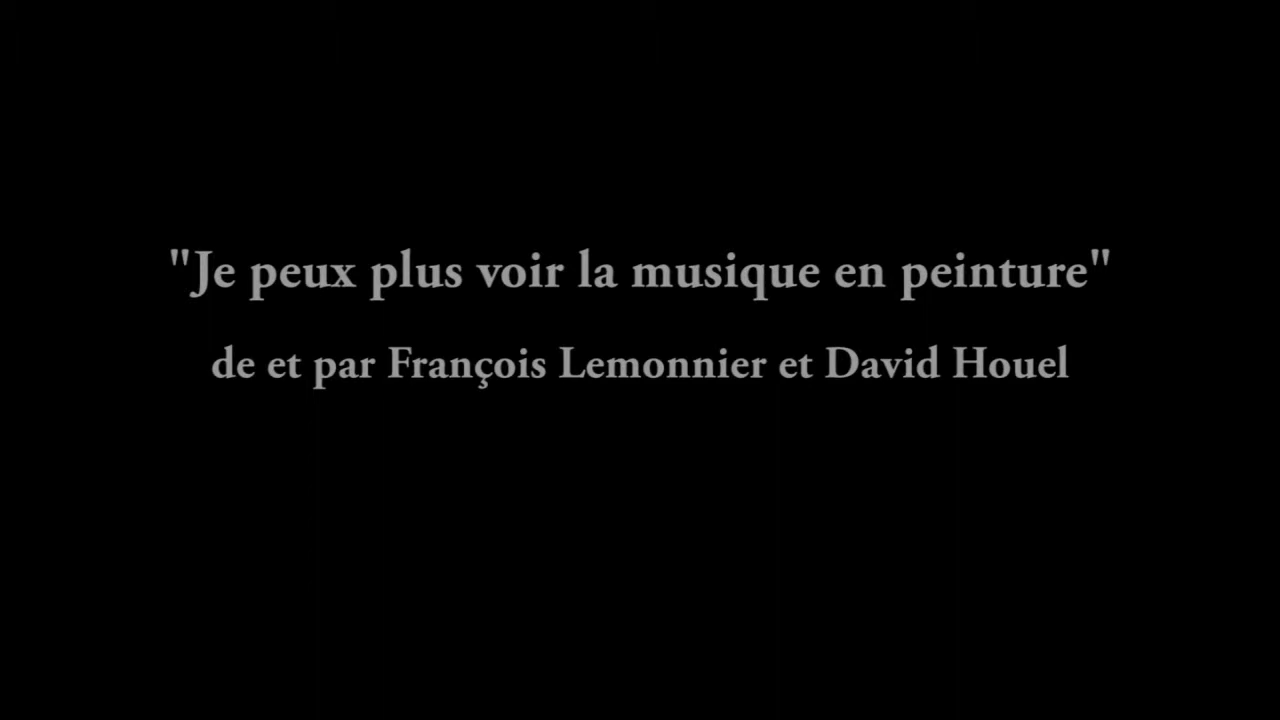 "Je peux plus voir la musique en peinture"
de et par François Lemonnier et David Houel